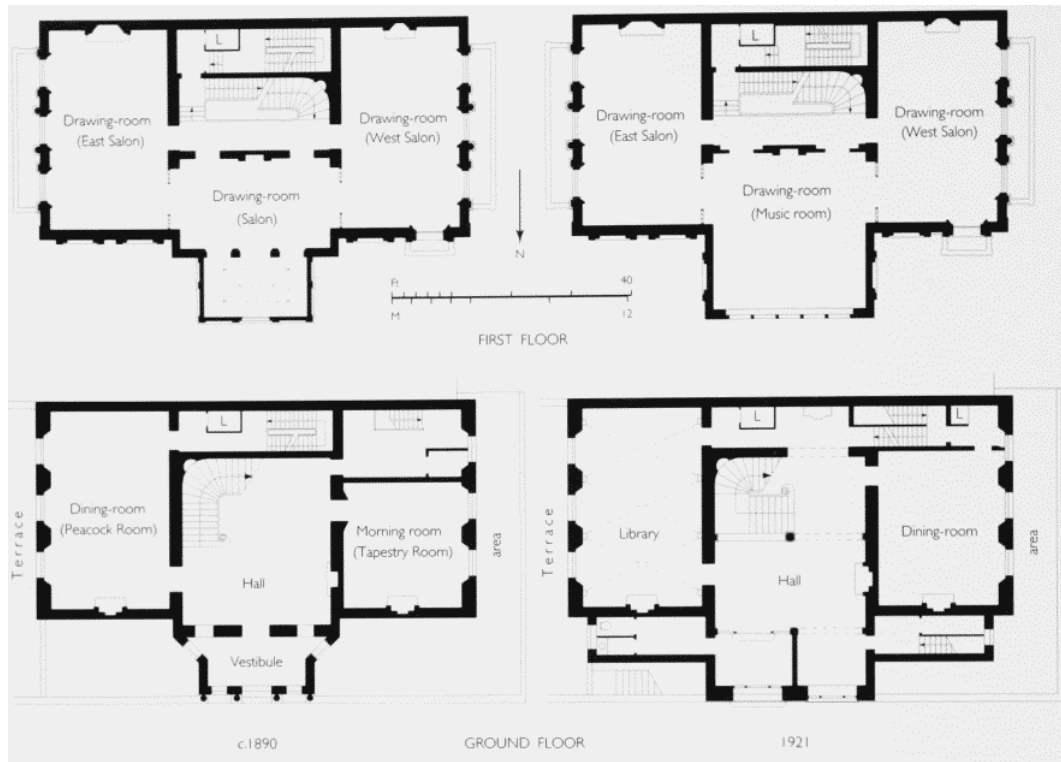 L
Drawing-room
(East Salon)
Drawing-room
(West Salon)
Drawing-room
(Salon)
L
Drawing-room
(East Salon)
Drawing-room
(West Salon)
Drawing-room
(Music room)
N
Ft
40
M
12
FIRST FLOOR
L
Dining-room
(Peacock Room)
Terrace
Morning room
(Tapestry Room)
area
Hall
Vestibule
L
L
Terrace
Library
Dining-room
area
Hall
c.1890
GROUND FLOOR
1921